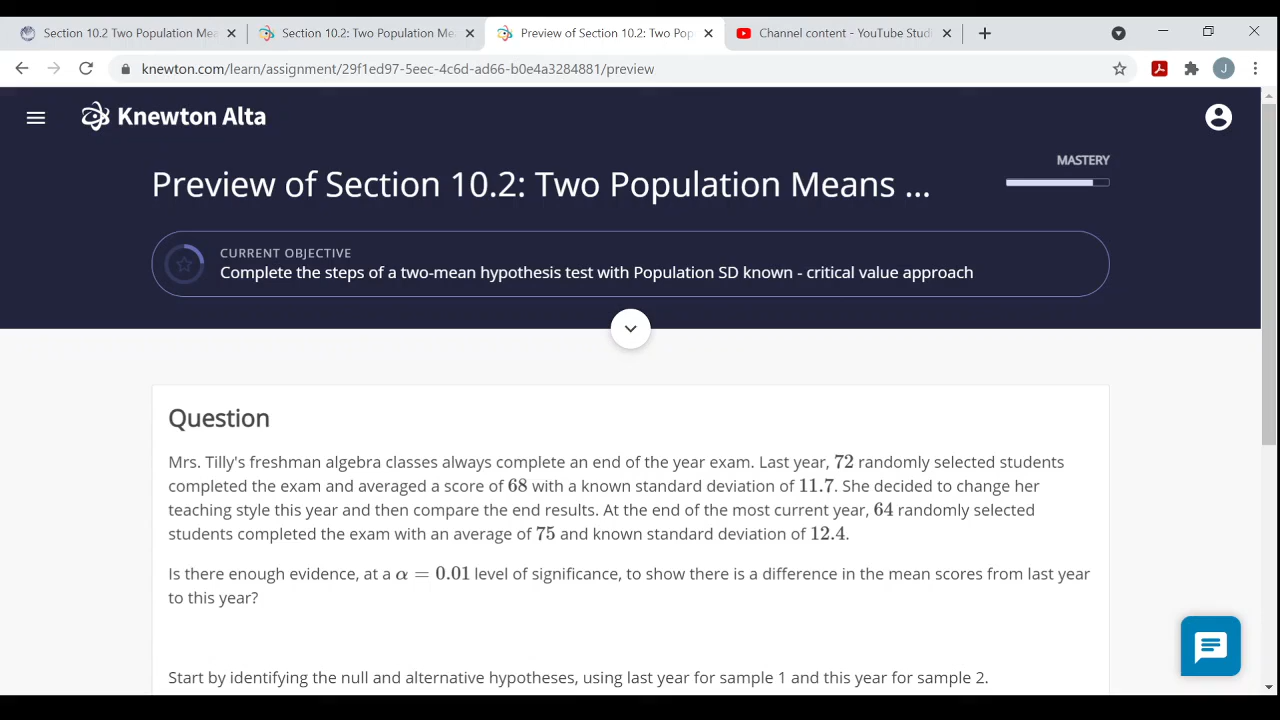 Section 10.2 Two Population Mea
Section 10.2: Two Population Me
Preview of Section 10.2: Two Pop
Channel content - YouTube Stud
knewton.com/learn/assignment/29f1ed97-5eec-4c6d-ad66-b0e4a3284881/preview
J
Knewton Alta
MASTERY
Preview of Section 10.2: Two Population Means ...
CURRENT OBJECTIVE
Complete the steps of a two-mean hypothesis test with Population SD known - critical value approach
Question
Mrs. Tilly's freshman algebra classes always complete an end of the year exam. Last year, 72 randomly selected students
completed the exam and averaged a score of 68 with a known standard deviation of 11.7. She decided to change her
teaching style this year and then compare the end results. At the end of the most current year, 64 randomly selected
students completed the exam with an average of 75 and known standard deviation of 12.4.
Is there enough evidence, at a α = 0.01 level of significance, to show there is a difference in the mean scores from last year
to this year?
Start by identifying the null and alternative hypotheses, using last year for sample 1 and this year for sample 2.